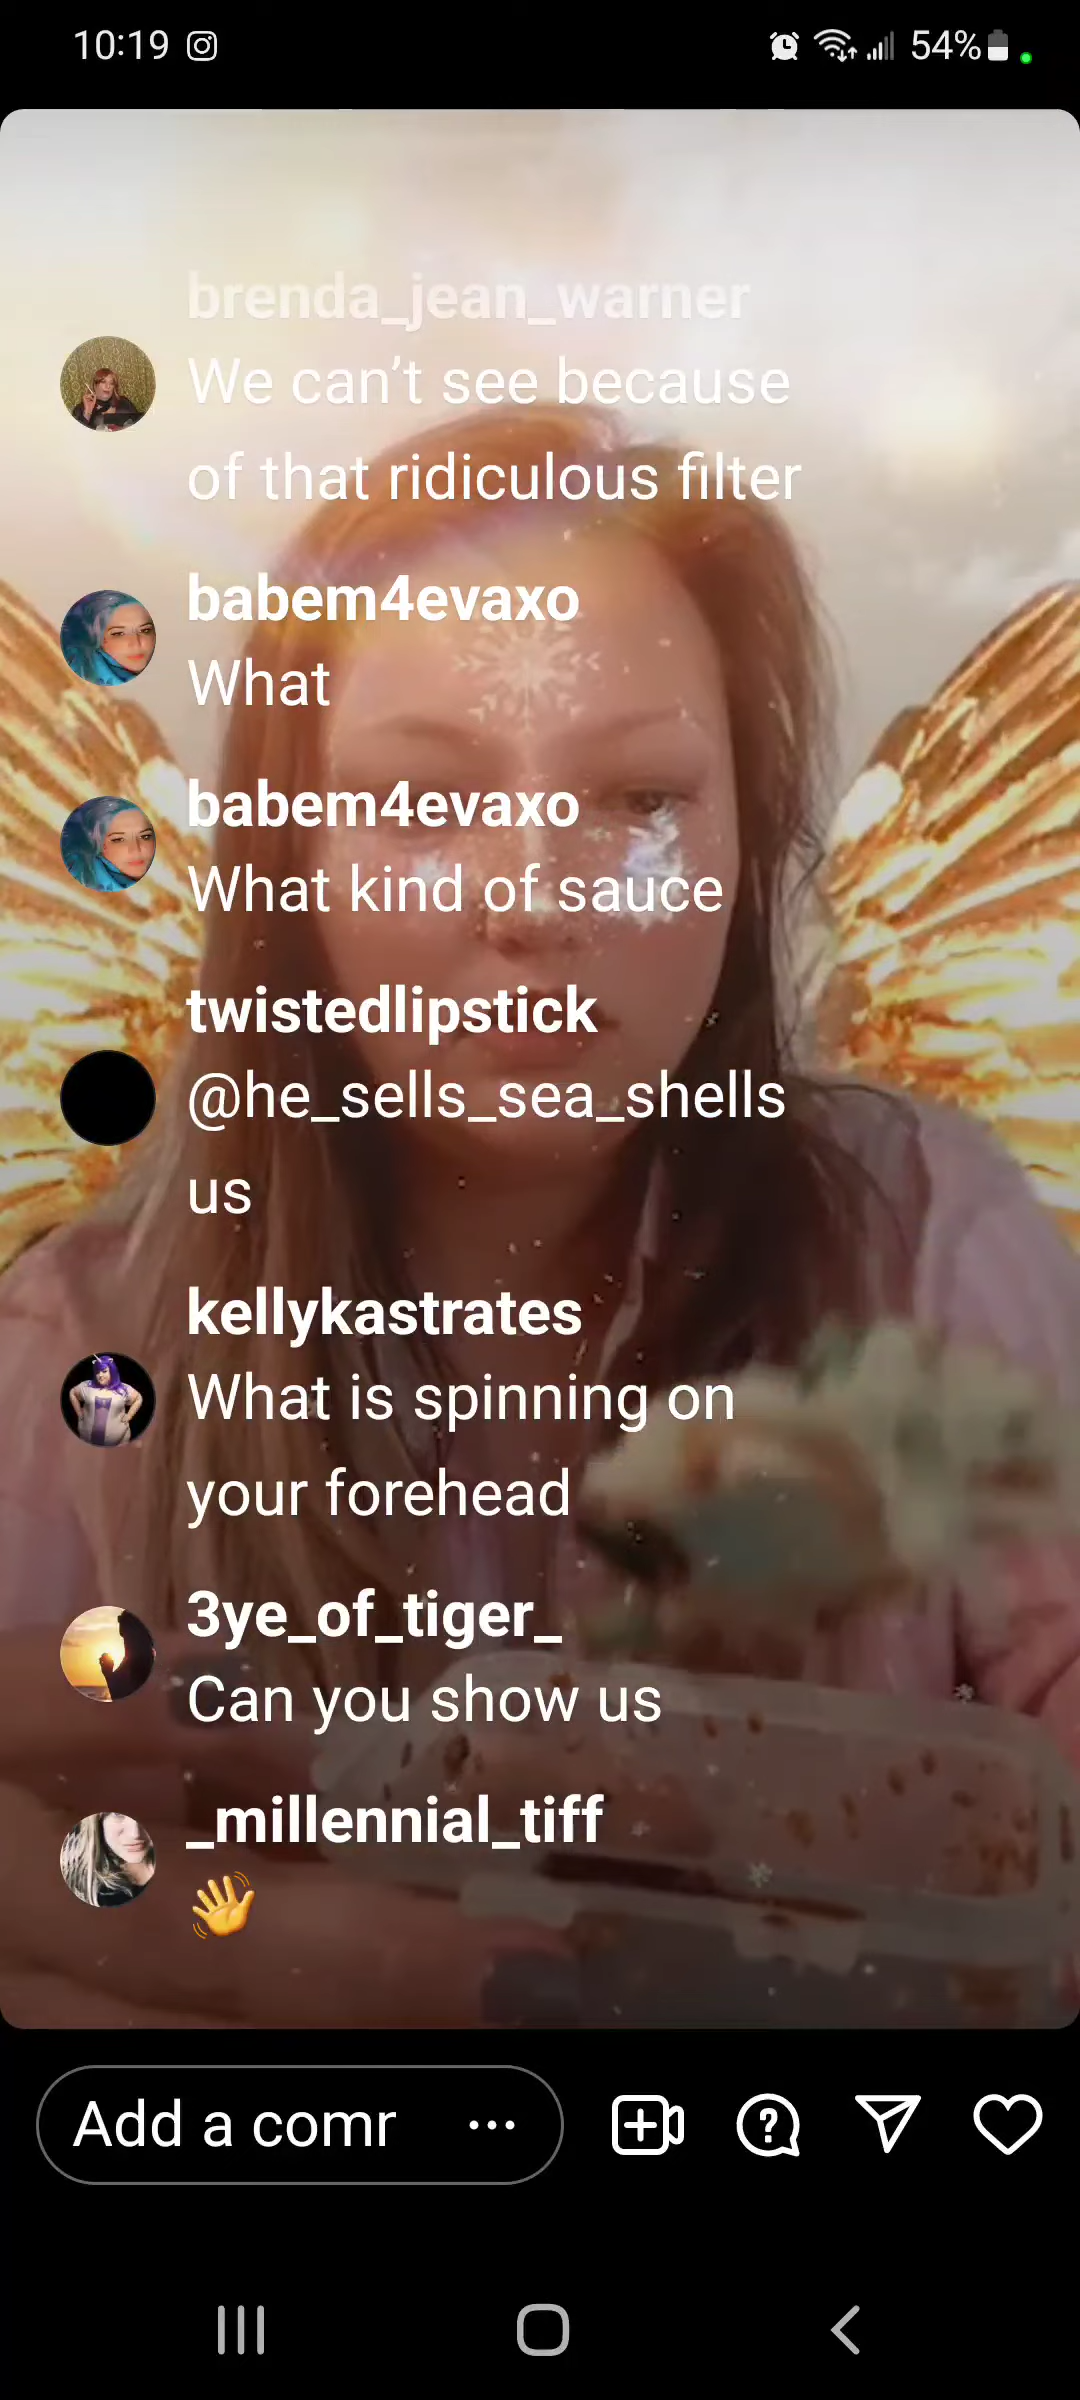 10:19
54%
brenda_jean_warner
We can't see because
of that ridiculous filter
babem4evaxo
What
babem4evaxo
What kind of sauce
twistedlipstick
@he_sells_sea_shells
us
kellykastrates
What is spinning on
your forehead
3ye_of_tiger_
Can you show us
_millennial_tiff
👋
Add a comr